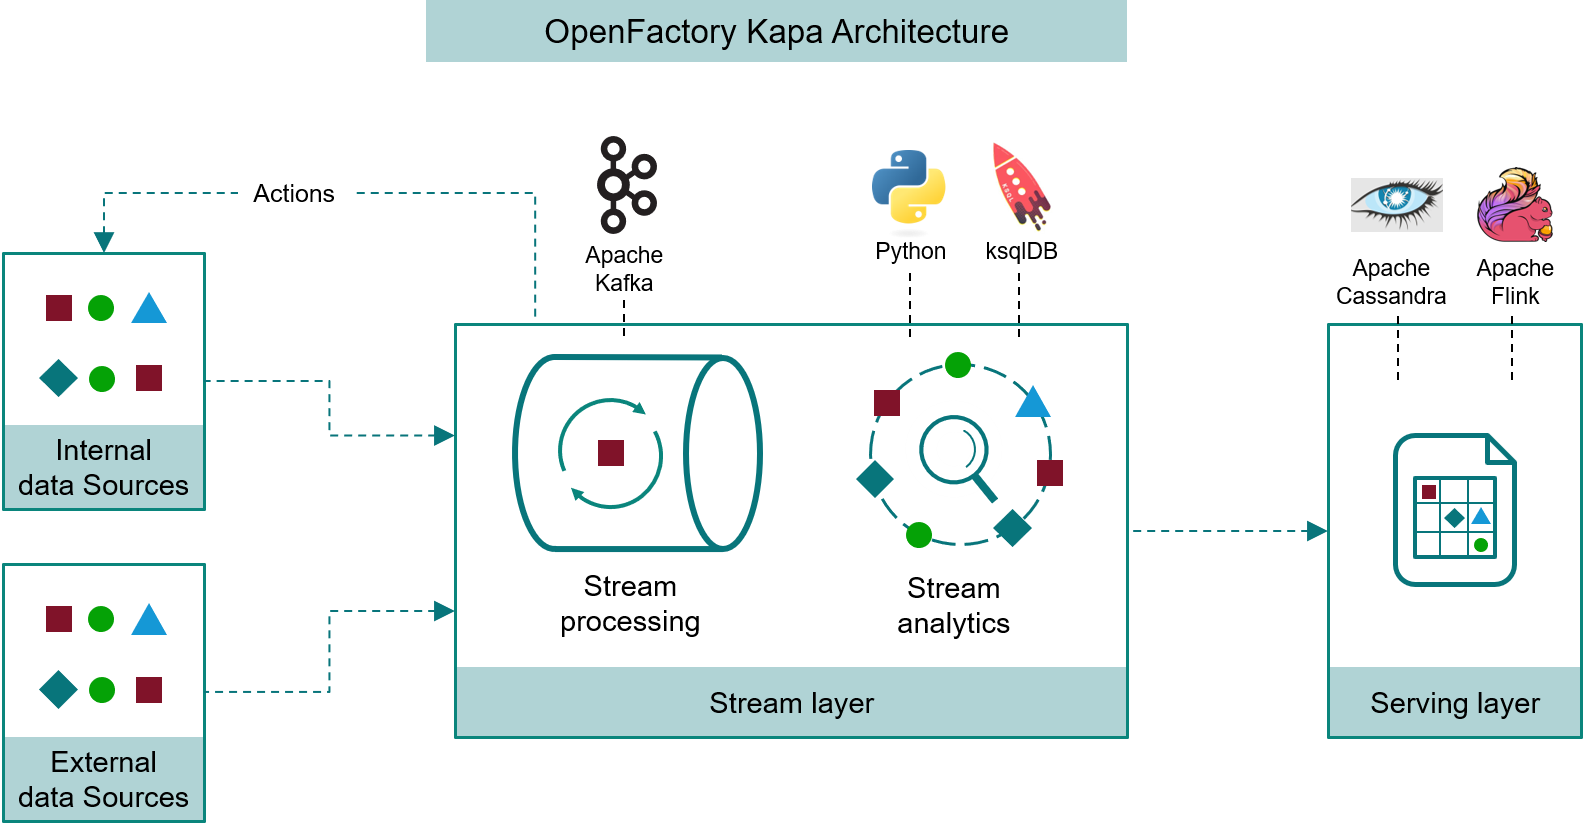 OpenFactory Kapa Architecture
Actions
Apache
Kafka
Python
ksqlDB
KSQL
Apache
Cassandra
Apache
Flink
Internal
data Sources
External
data Sources
Stream
processing
Stream
analytics
Stream layer
Serving layer